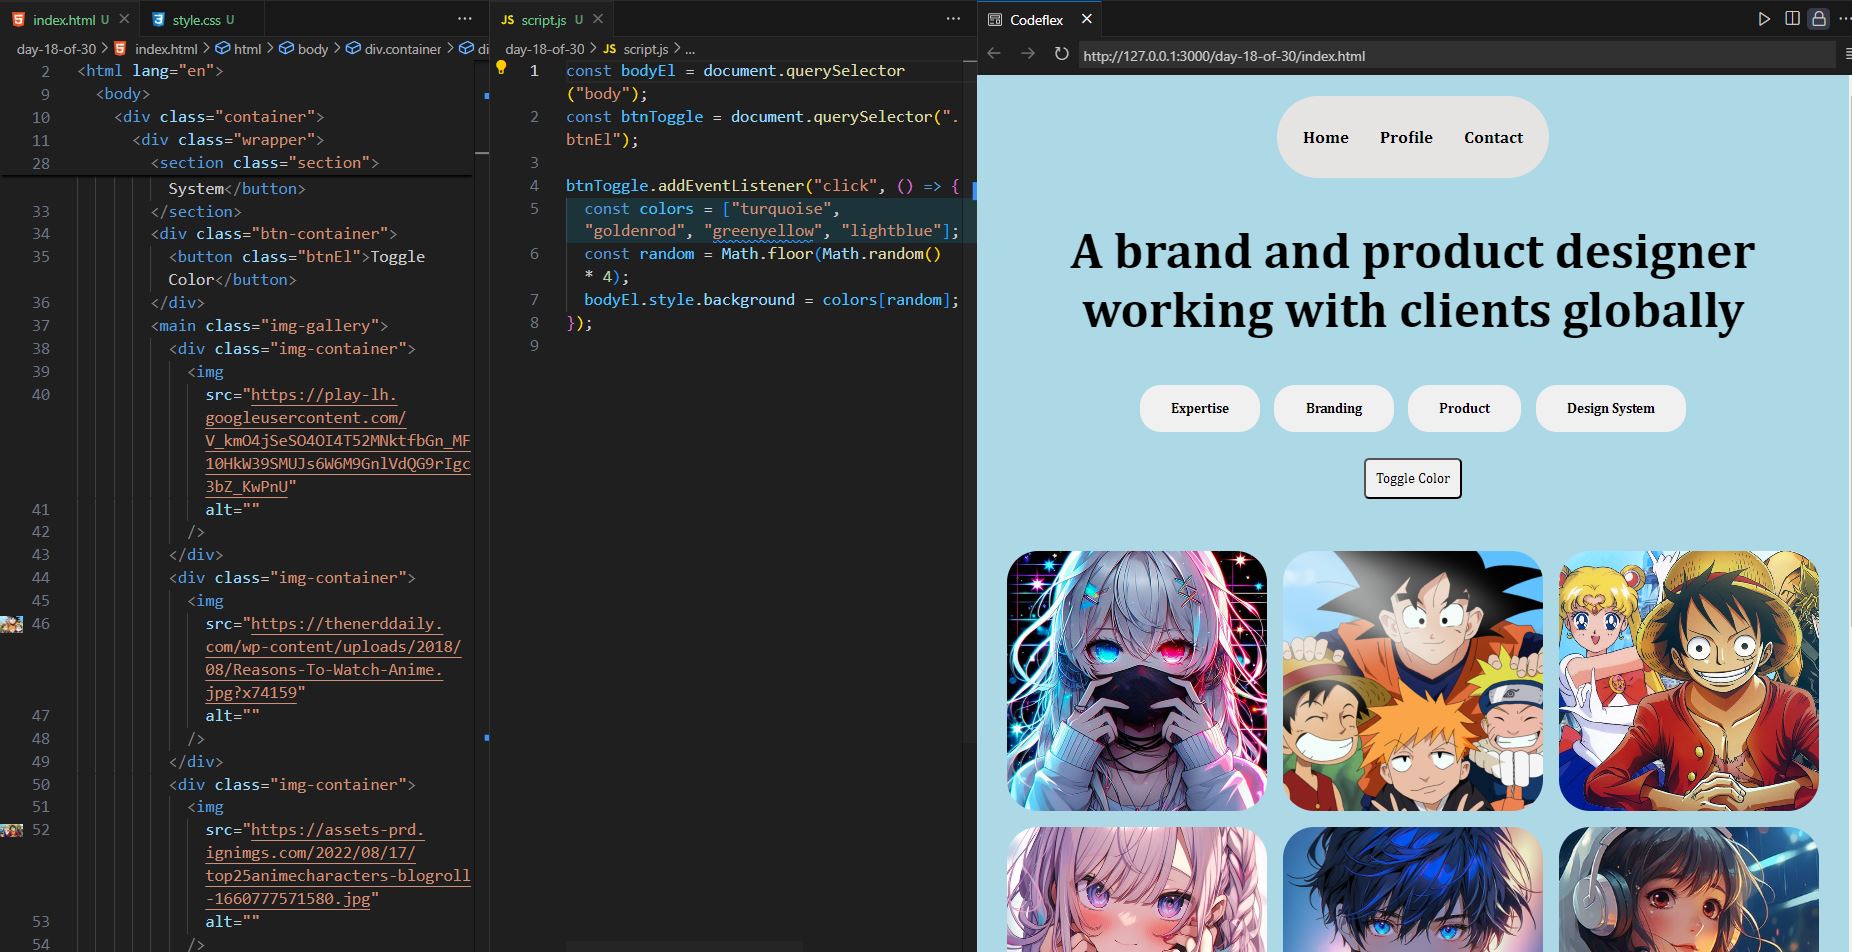 index.html U
style.css U
day-18-of-30 > index.html > html > body > div.container > di
2 <html lang="en">
9 <body>
10 <div class="container">
11 <div class="wrapper">
28 <section class="section">
System</button>
33 </section>
34 <div class="btn-container">
35 <button class="btnEl">Toggle
Color</button>
36 </div>
37 <main class="img-gallery">
38 <div class="img-container">
39 <img
40 src="https://play-lh.
googleusercontent.com/
V_kmO4jSeSO4OI4T52MNktfbGn_MF
10HkW39SMUJs6W6M9GnlVdQG9rIgc
3bZ_KwPnU"
41 alt=""
42 />
43 </div>
44 <div class="img-container">
45 <img
46 src="https://thenerddaily.
com/wp-content/uploads/2018/
08/Reasons-To-Watch-Anime.
jpg?x74159"
47 alt=""
48 />
49 </div>
50 <div class="img-container">
51 <img
52 src="https://assets-prd.
ignimgs.com/2022/08/17/
top25animecharacters-blogroll
-1660777571580.jpg"
53 alt=""
54 />
JS script.js U
day-18-of-30 > JS script.js > ...
1 const bodyEl = document.querySelector
("body");
2 const btnToggle = document.querySelector(".
btnEl");
3
4 btnToggle.addEventListener("click", () => {
5 const colors = ["turquoise",
"goldenrod", "greenyellow", "lightblue"];
6 const random = Math.floor(Math.random()
* 4);
7 bodyEl.style.background = colors[random];
8 });
9
Codeflex
http://127.0.0.1:3000/day-18-of-30/index.html
Home Profile Contact
A brand and product designer
working with clients globally
Expertise Branding Product Design System
Toggle Color